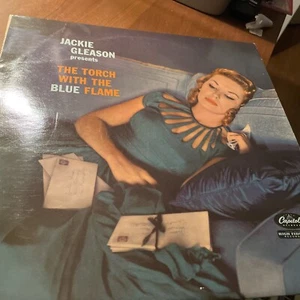 JACKIE
GLEASON
presents
THE TORCH
WITH THE
BLUE FLAME
Capitol